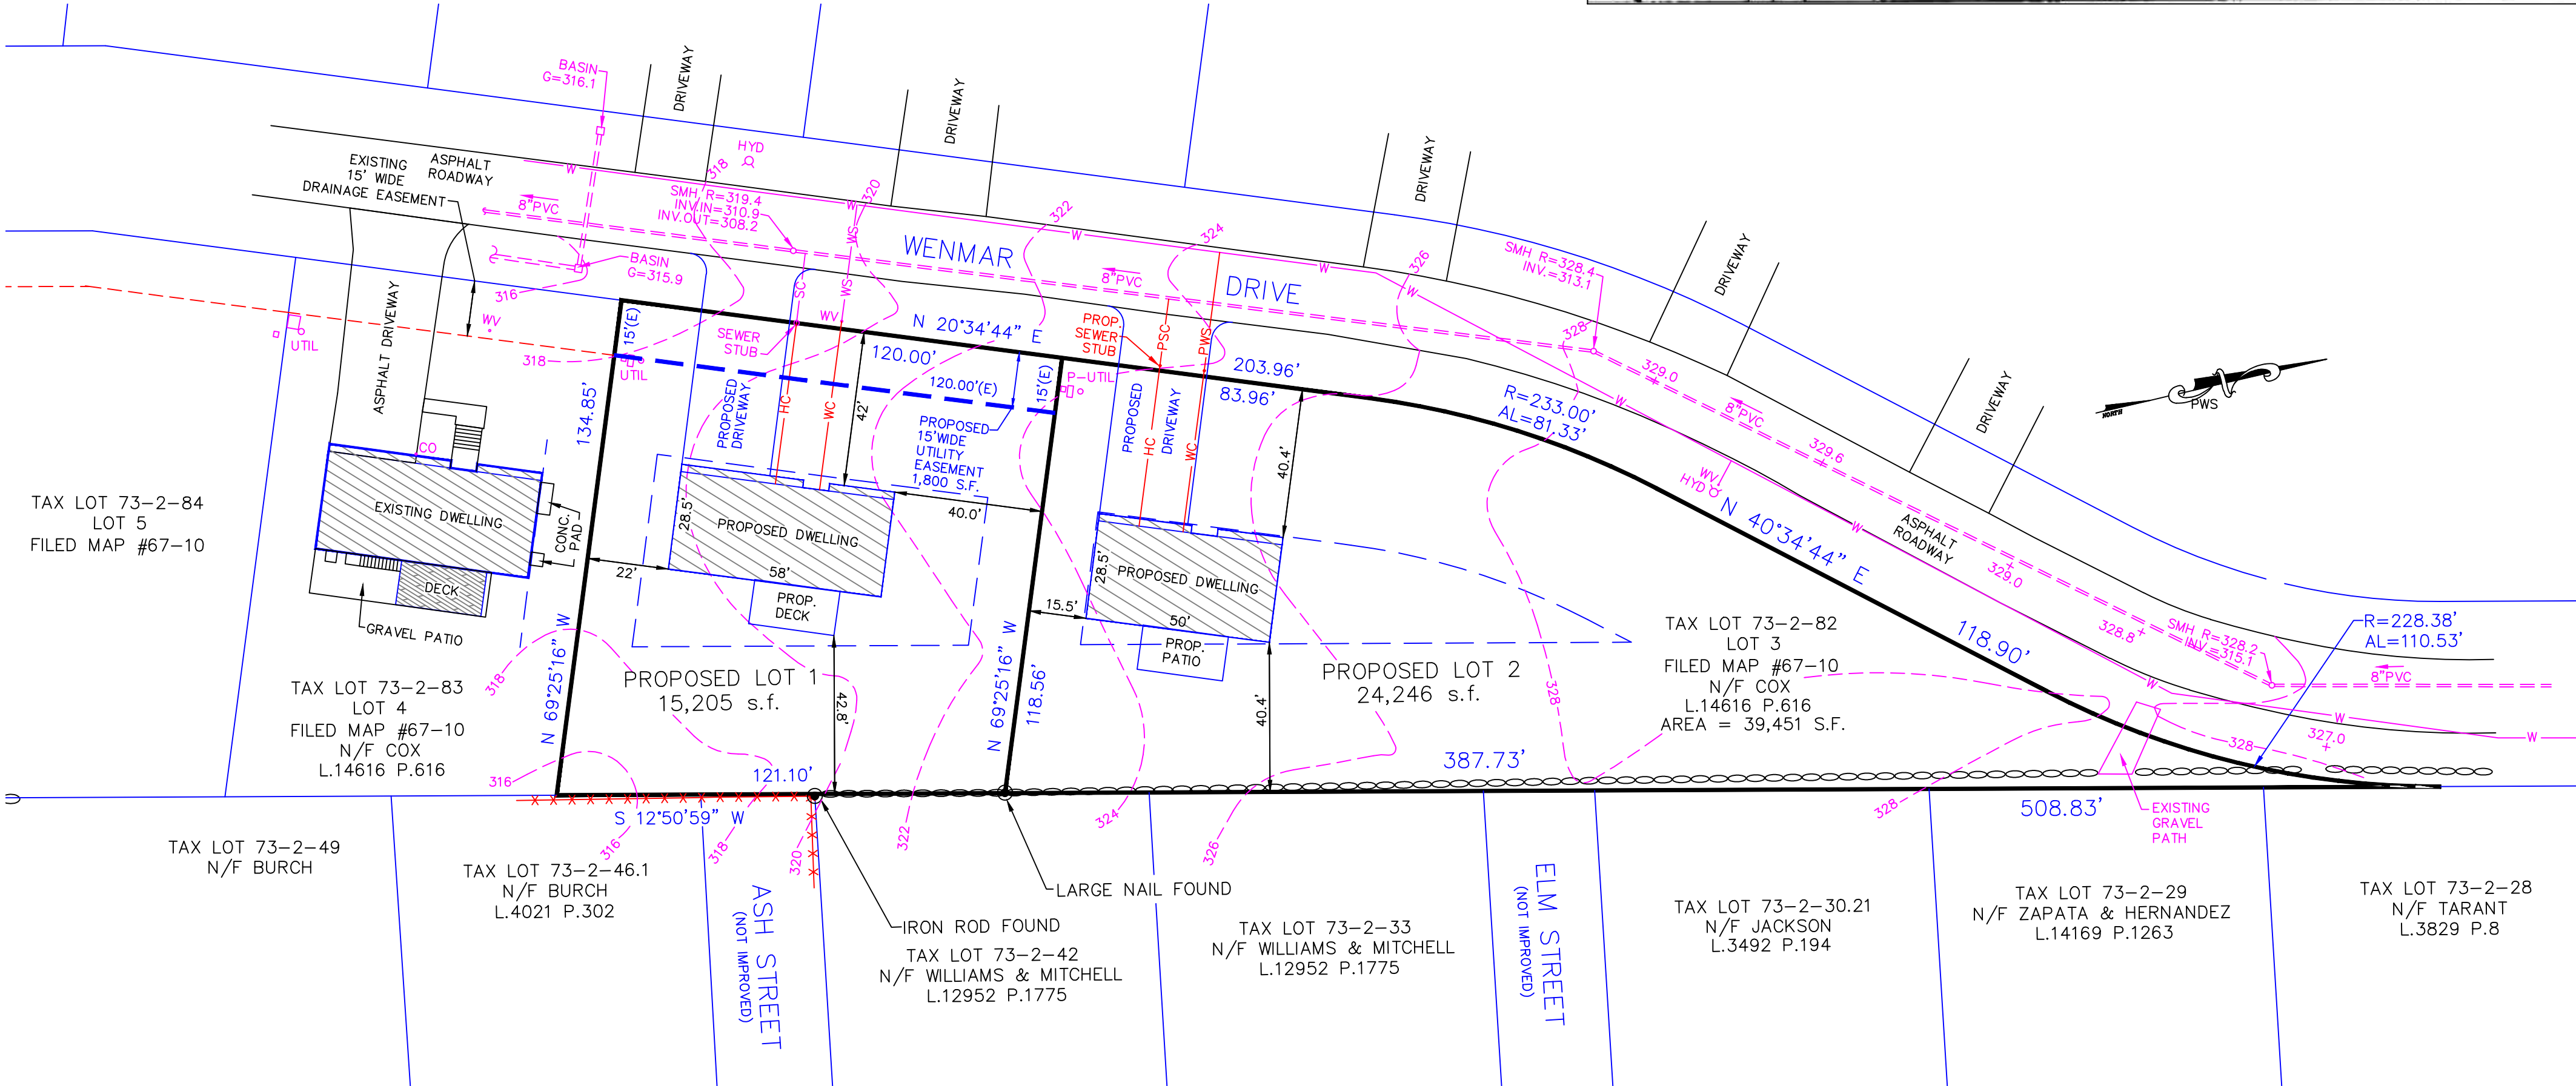 BASIN
G=316.1
DRIVEWAY
DRIVEWAY
DRIVEWAY
DRIVEWAY
DRIVEWAY
HYD
318
EXISTING
15' WIDE
DRAINAGE EASEMENT
ASPHALT
ROADWAY
W
8"PVC
SMH R=319.4
INV.IN=310.9
INV.OUT=308.2
W
320
WS
WS
322
W
324
W
326
W
WENMAR
DRIVE
8"PVC
SMH R=328.4
INV.=313.1
BASIN
G=315.9
316
318
WV
UTIL
ASPHALT DRIVEWAY
15'(E)
UTIL
SEWER
STUB
SC
WV
N 20°34'44" E
120.00'
120.00'(E)
PROP.
SEWER
STUB
PSC
PWS
15'(E)
P-UTIL
203.96'
83.96'
R=233.00'
AL=81.33'
328
329.0
W
8"PVC
329.6
WV
HYD
N 40°34'44" E
W
ASPHALT
ROADWAY
329.0
NORTH
PWS
134.85'
PROPOSED
DRIVEWAY
HC
WC
42'
PROPOSED
15'WIDE
UTILITY
EASEMENT
1,800 S.F.
PROPOSED
DRIVEWAY
HC
WC
40.4'
CO
EXISTING DWELLING
CONC.
PAD
DECK
GRAVEL PATIO
TAX LOT 73-2-84
LOT 5
FILED MAP #67-10
28.5'
PROPOSED DWELLING
58'
22'
40.0'
PROP.
DECK
28.5'
PROPOSED DWELLING
50'
15.5'
PROP.
PATIO
N 69°25'16" W
N 69°25'16" W
118.56'
318
TAX LOT 73-2-83
LOT 4
FILED MAP #67-10
N/F COX
L.14616 P.616
PROPOSED LOT 1
15,205 s.f.
42.8'
40.4'
PROPOSED LOT 2
24,246 s.f.
328
TAX LOT 73-2-82
LOT 3
FILED MAP #67-10
N/F COX
L.14616 P.616
AREA = 39,451 S.F.
118.90'
328.8
SMH R=328.2
INV.=315.1
R=228.38'
AL=110.53'
8"PVC
W
W
W
328
327.0
316
121.10'
387.73'
S 12°50'59" W
508.83'
316
318
320
322
324
326
328
EXISTING
GRAVEL
PATH
TAX LOT 73-2-49
N/F BURCH
TAX LOT 73-2-46.1
N/F BURCH
L.4021 P.302
ASH STREET
(NOT IMPROVED)
LARGE NAIL FOUND
IRON ROD FOUND
TAX LOT 73-2-42
N/F WILLIAMS & MITCHELL
L.12952 P.1775
TAX LOT 73-2-33
N/F WILLIAMS & MITCHELL
L.12952 P.1775
ELM STREET
(NOT IMPROVED)
TAX LOT 73-2-30.21
N/F JACKSON
L.3492 P.194
TAX LOT 73-2-29
N/F ZAPATA & HERNANDEZ
L.14169 P.1263
TAX LOT 73-2-28
N/F TARANT
L.3829 P.8